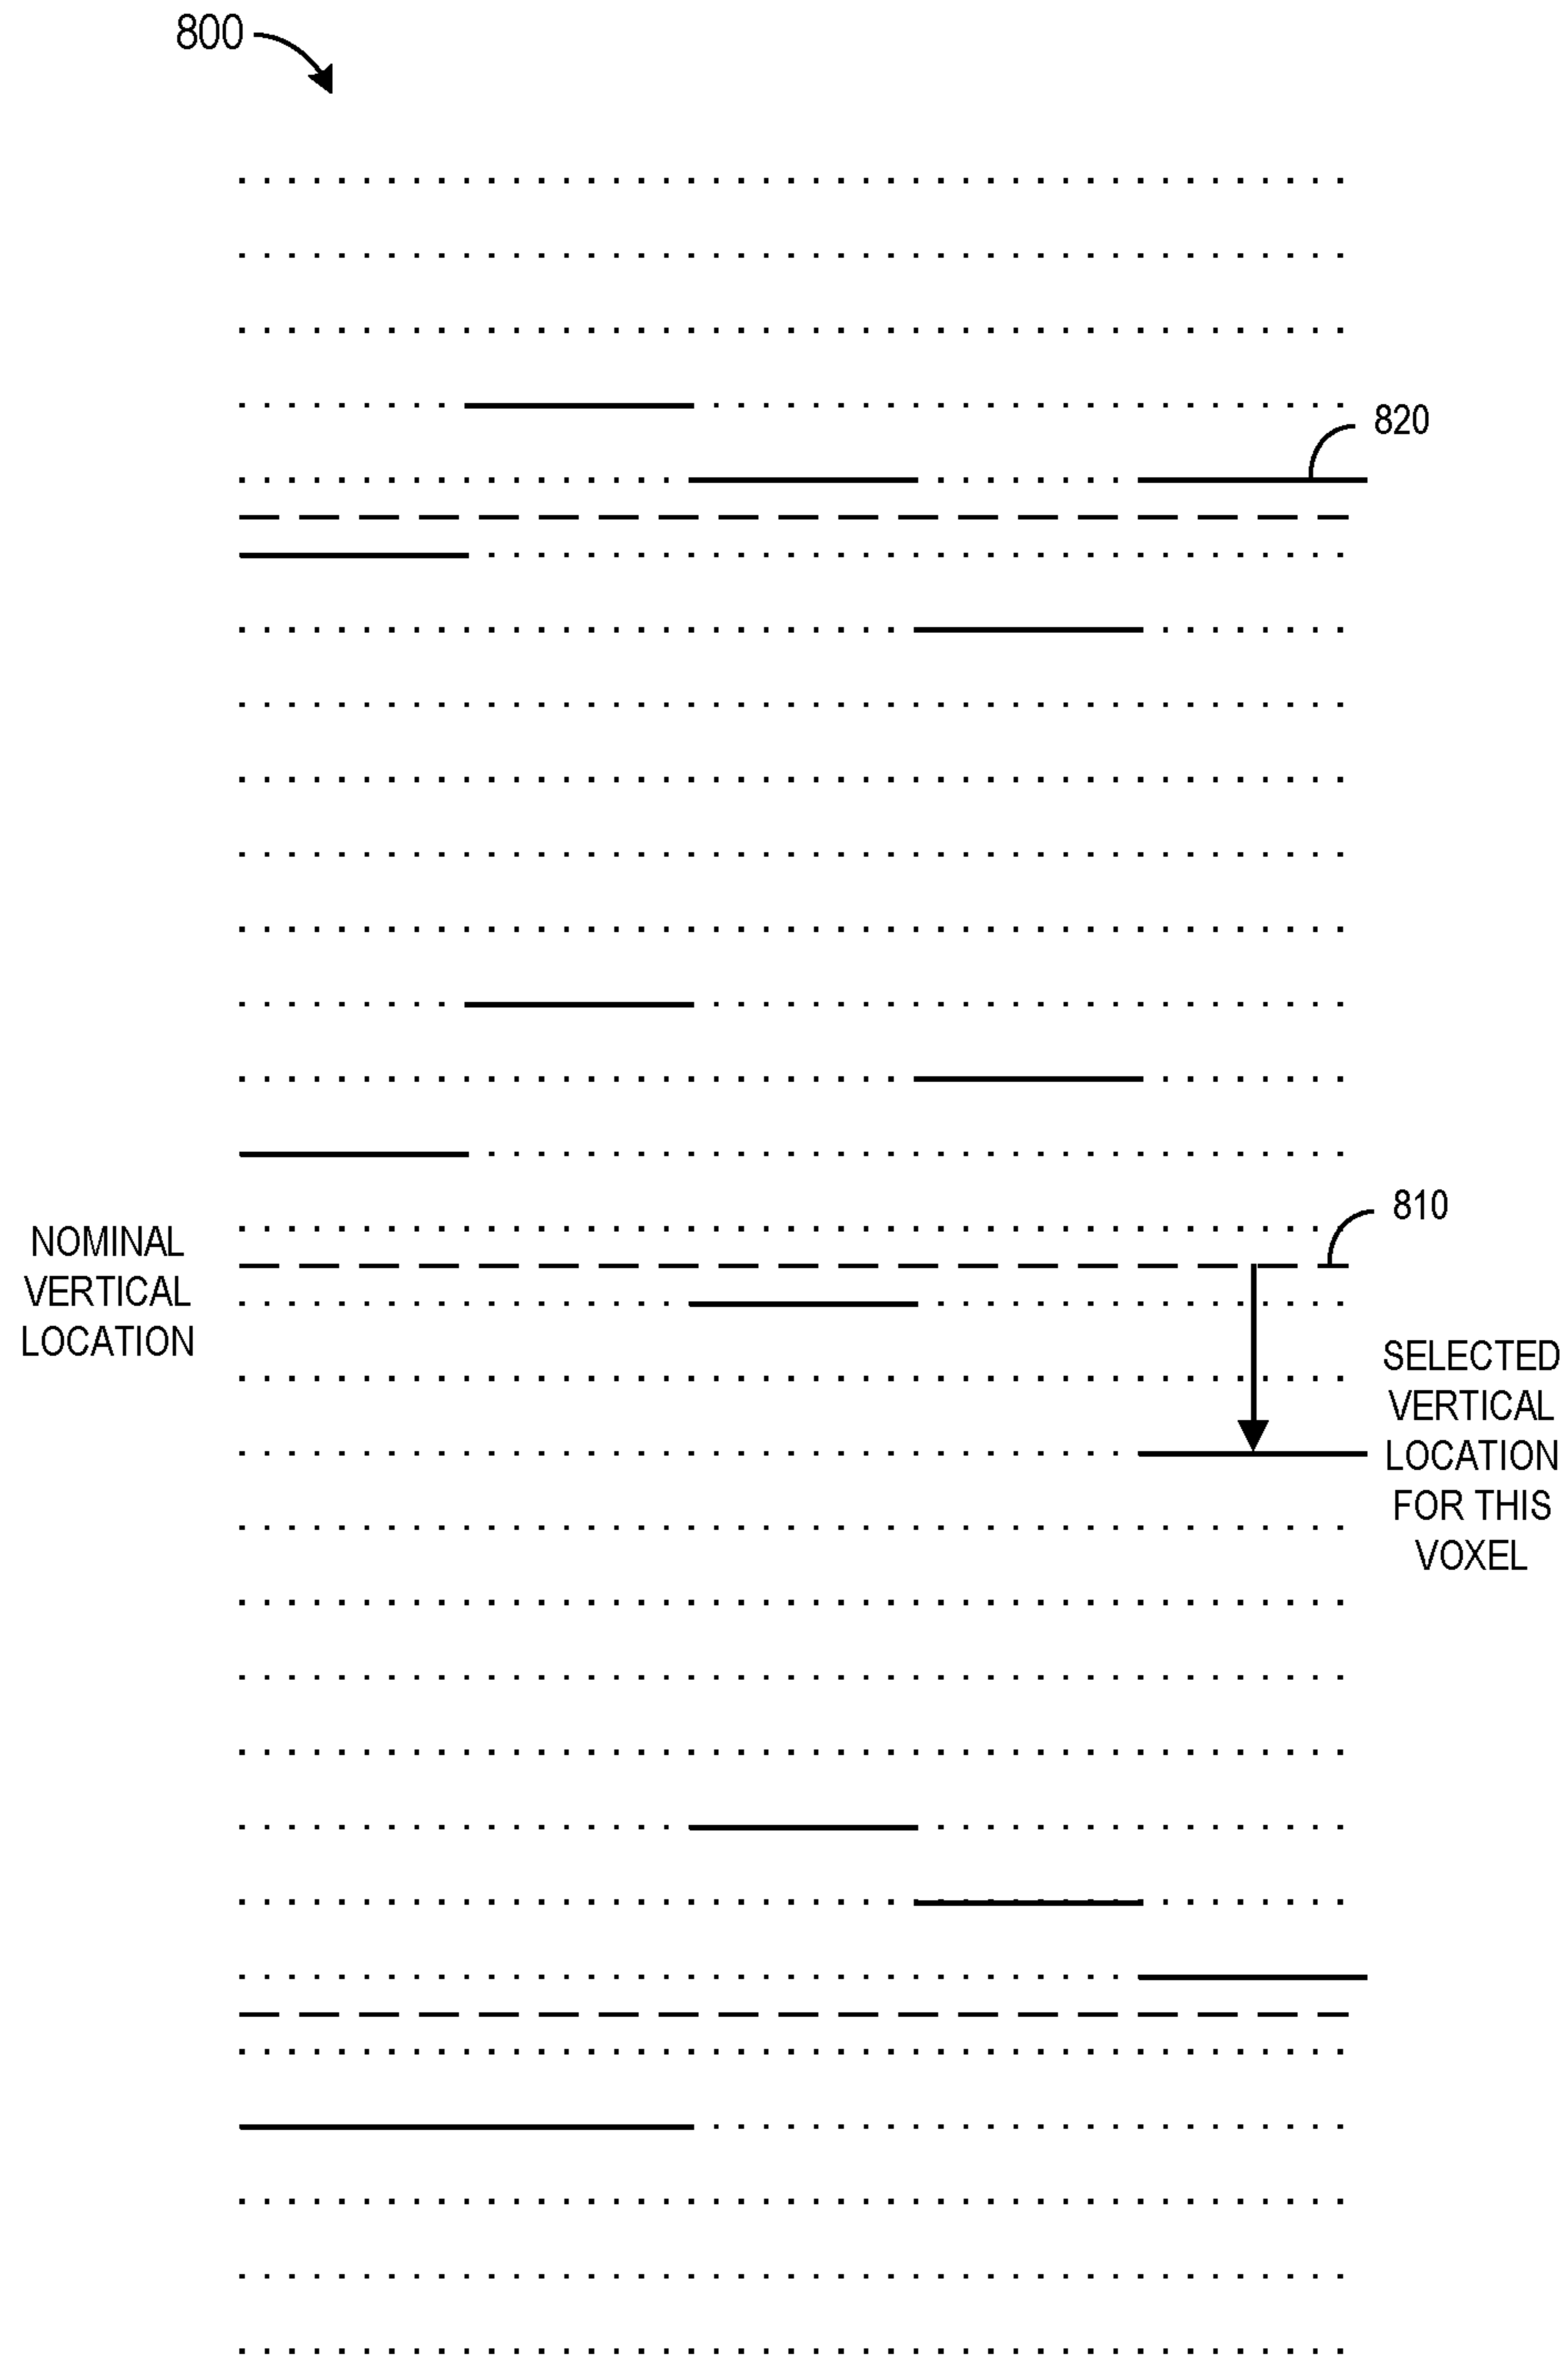 800
820
810
NOMINAL
VERTICAL
LOCATION
SELECTED
VERTICAL
LOCATION
FOR THIS
VOXEL